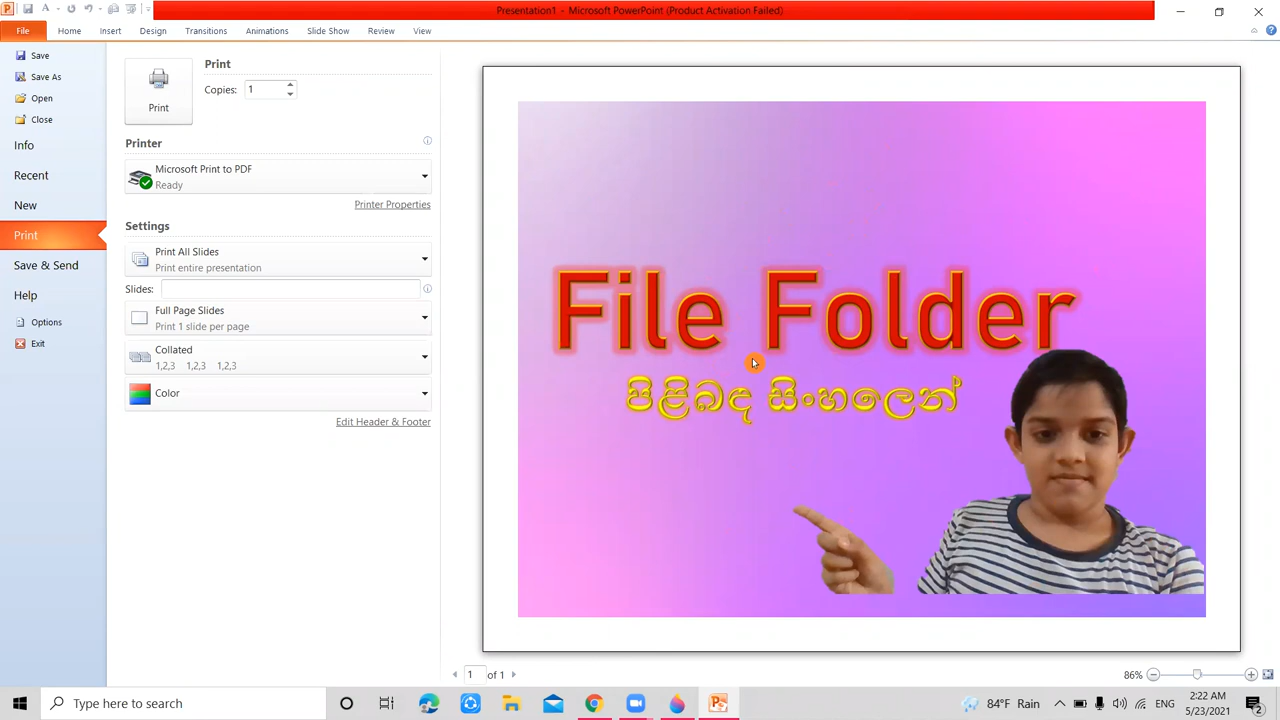 Presentation1 - Microsoft PowerPoint (Product Activation Failed)
File Home Insert Design Transitions Animations Slide Show Review View
Save
Save As
Open
Close
Info
Recent
New
Print
Save & Send
Help
Options
Exit
Print
Print
Copies: 1
Printer
Microsoft Print to PDF
Ready
Printer Properties
Settings
Print All Slides
Print entire presentation
Slides:
Full Page Slides
Print 1 slide per page
Collated
1,2,3 1,2,3 1,2,3
Color
Edit Header & Footer
File Folder
පිළිබඳ සිංහලෙන්
1 of 1
86%
Type here to search
84°F Rain
ENG
2:22 AM
5/23/2021
2